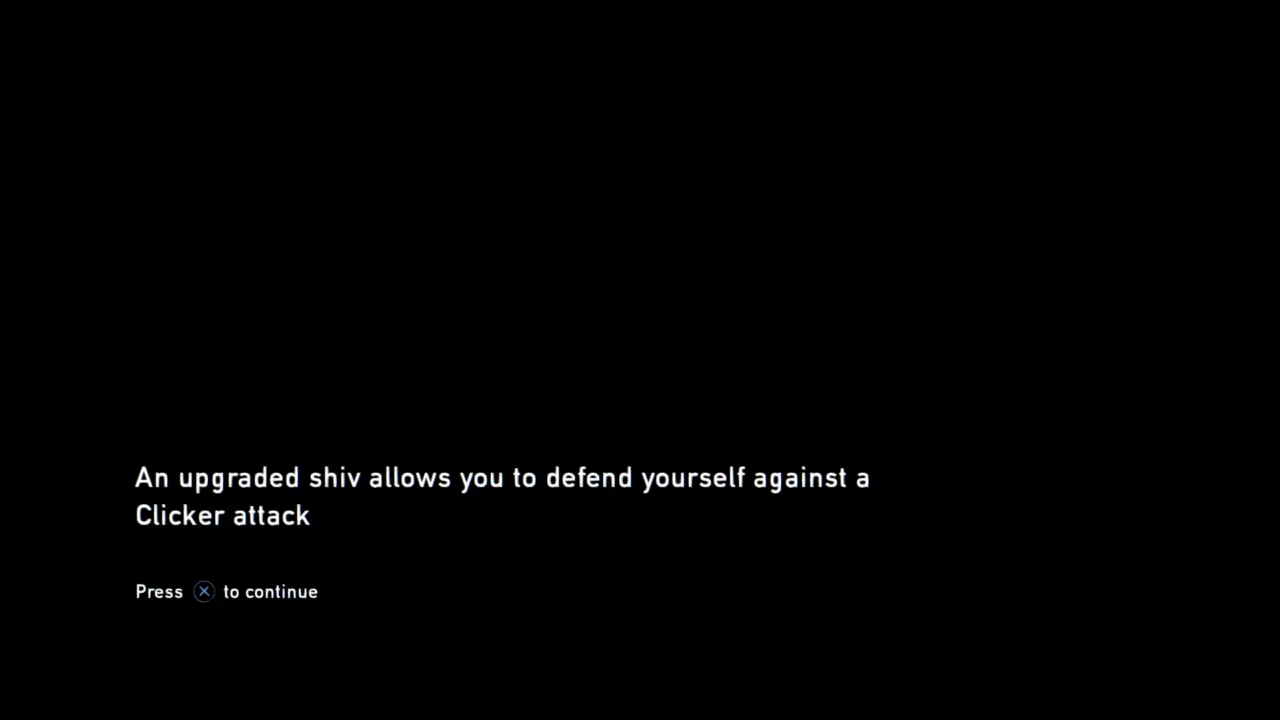 An upgraded shiv allows you to defend yourself against a
Clicker attack
Press ⓧ to continue